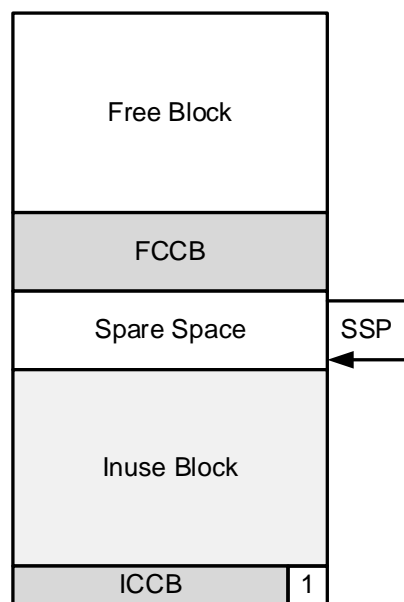 Free Block
FCCB
Spare Space
SSP
Inuse Block
ICCB
1